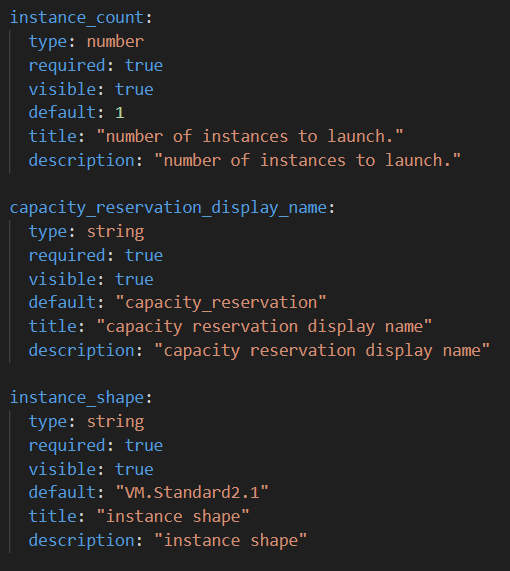 instance_count:
  type: number
  required: true
  visible: true
  default: 1
  title: "number of instances to launch."
  description: "number of instances to launch."

capacity_reservation_display_name:
  type: string
  required: true
  visible: true
  default: "capacity_reservation"
  title: "capacity reservation display name"
  description: "capacity reservation display name"

instance_shape:
  type: string
  required: true
  visible: true
  default: "VM.Standard2.1"
  title: "instance shape"
  description: "instance shape"